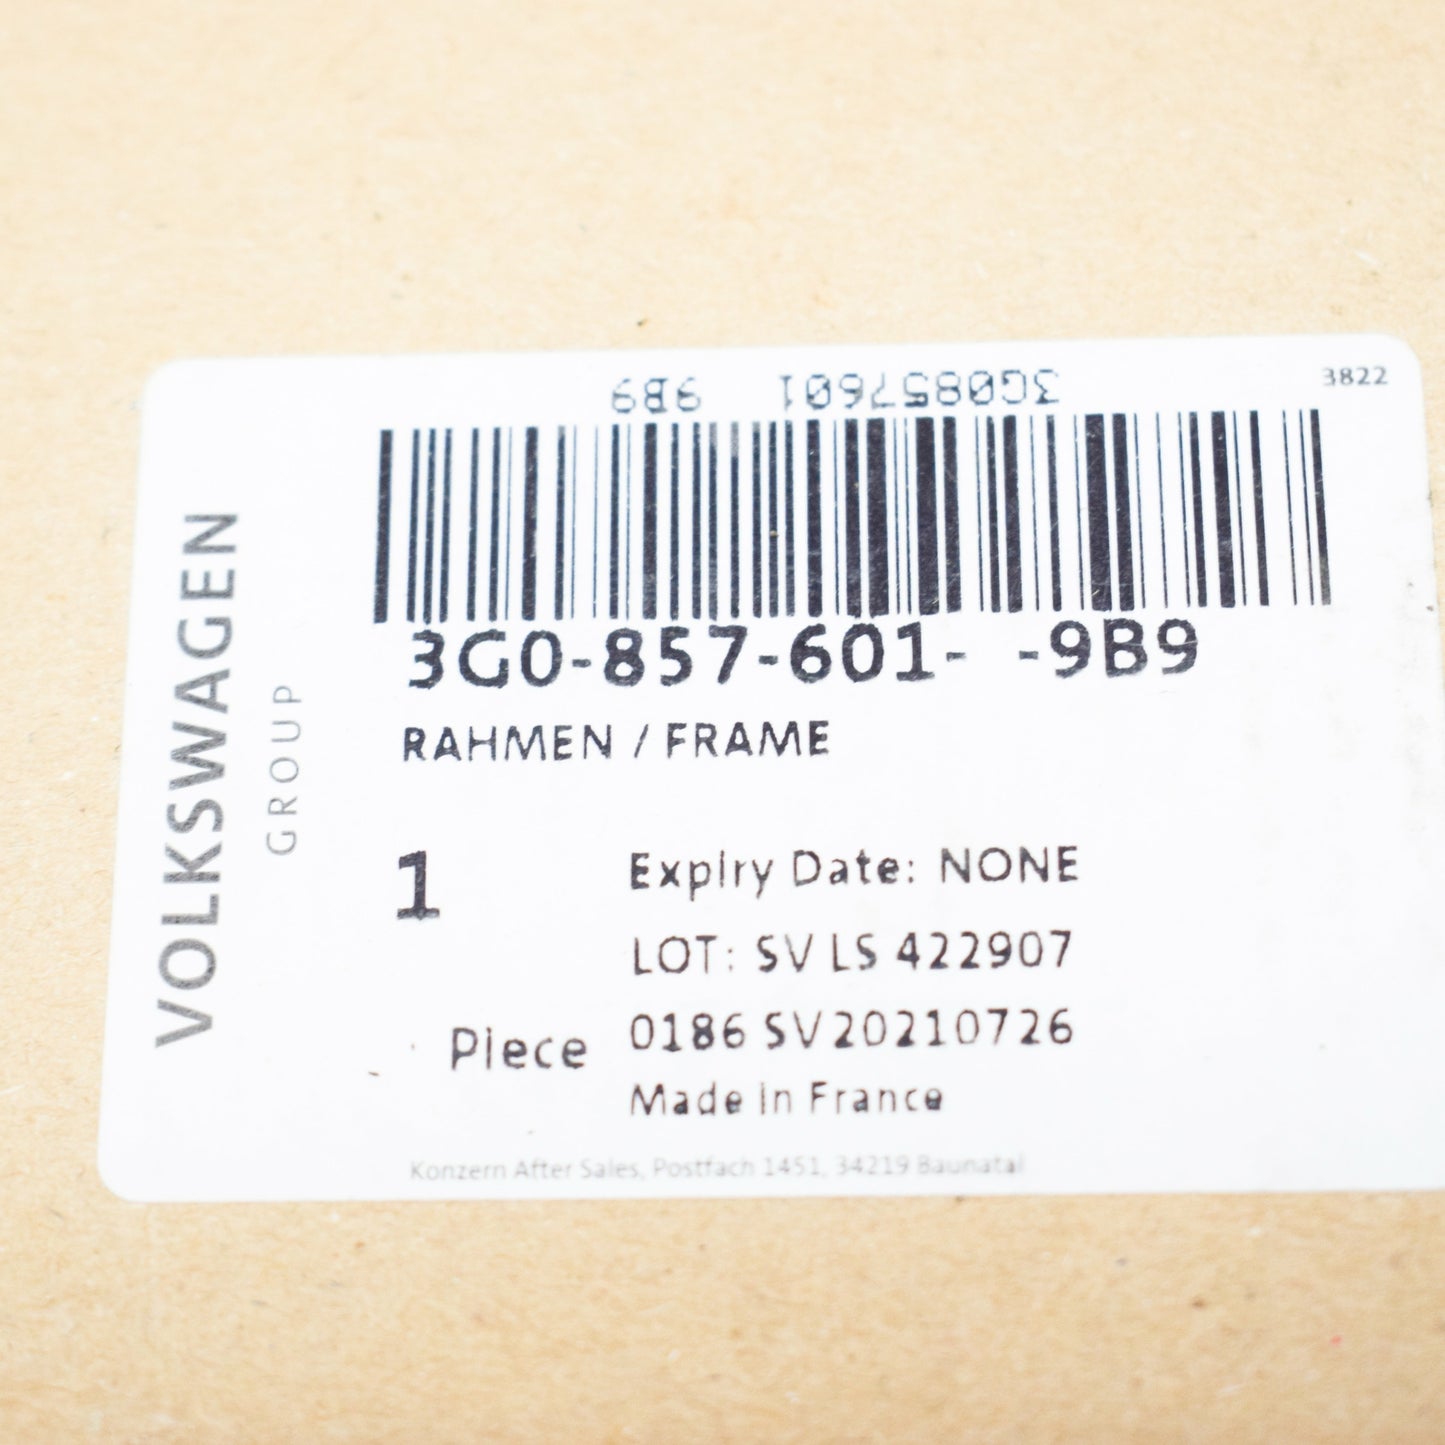 3822
3G0857601 9B9
3G0-857-601- -9B9
RAHMEN / FRAME
1
Piece
Expiry Date: NONE
LOT: SV LS 422907
0186 SV20210726
Made in France
Konzern After Sales, Postfach 1451, 34219 Baunatal
VOLKSWAGEN
GROUP